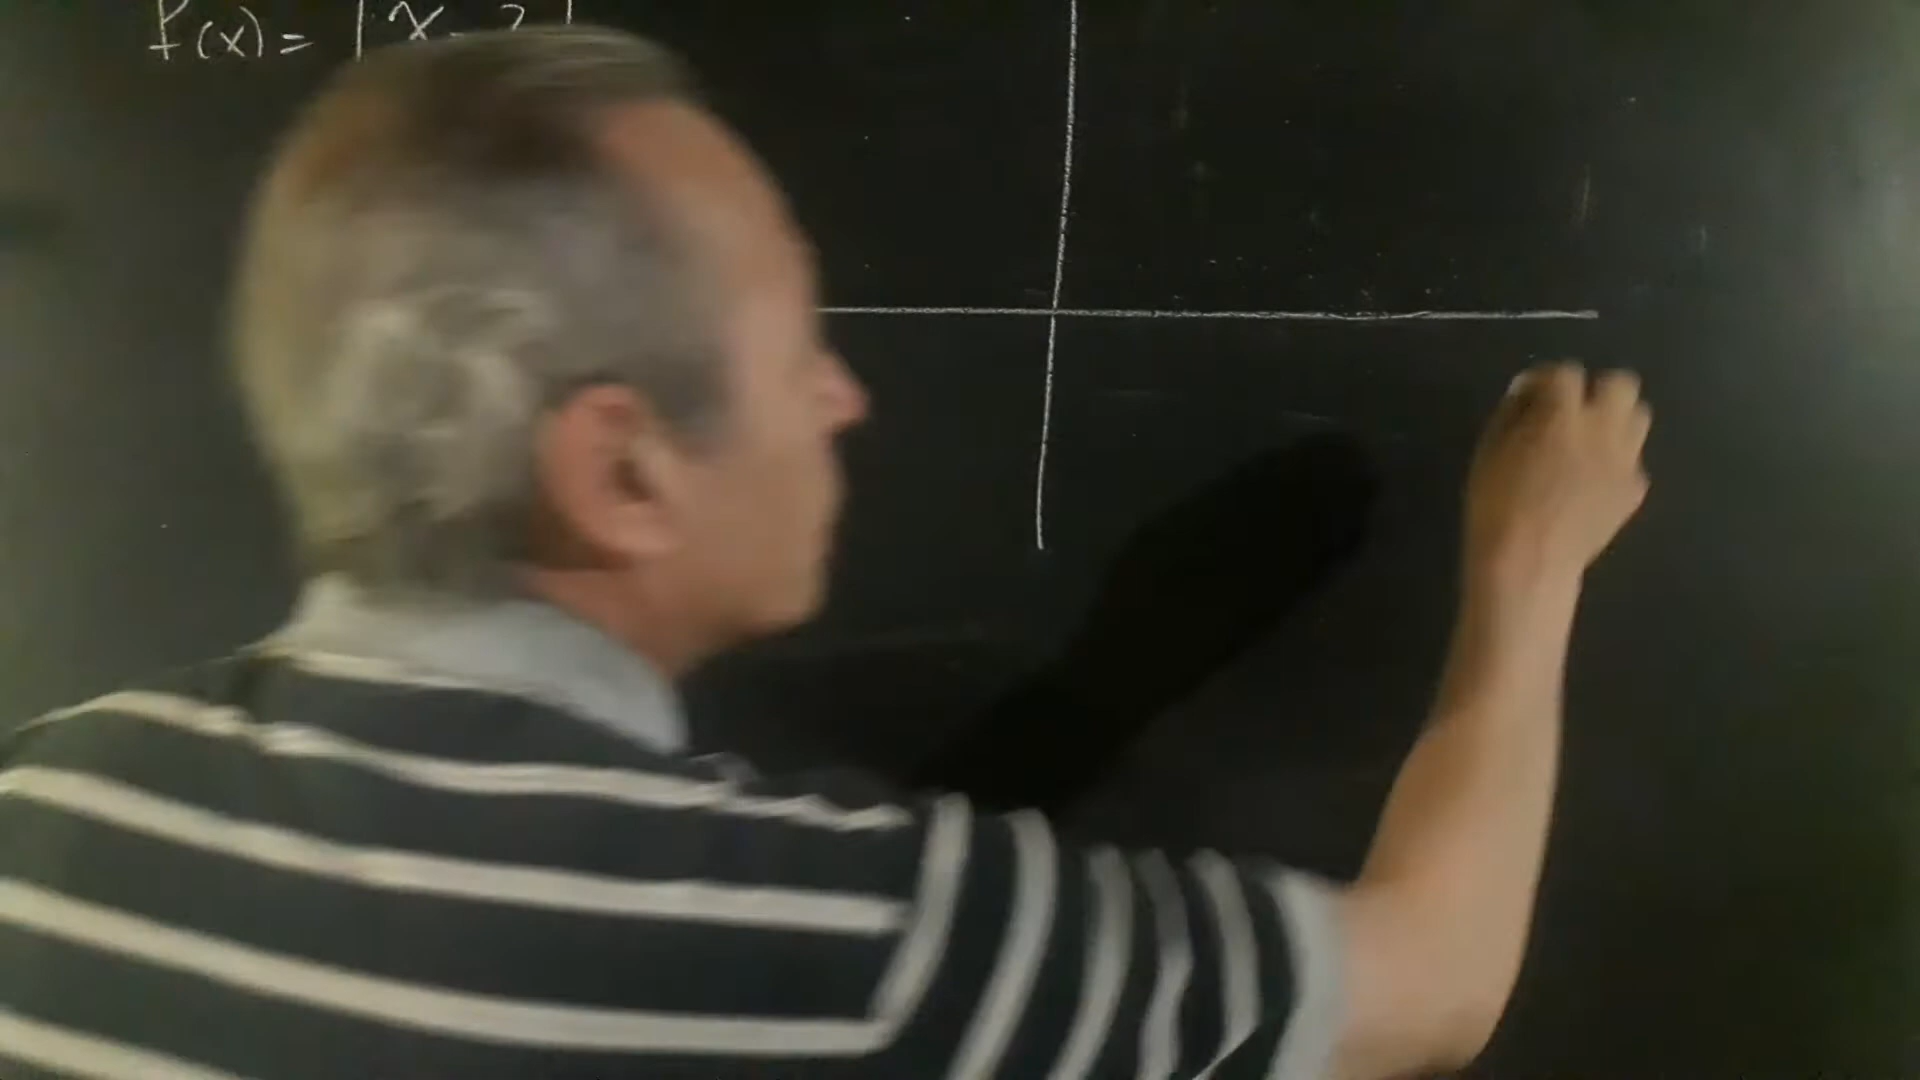 f(x) = |x - 2|